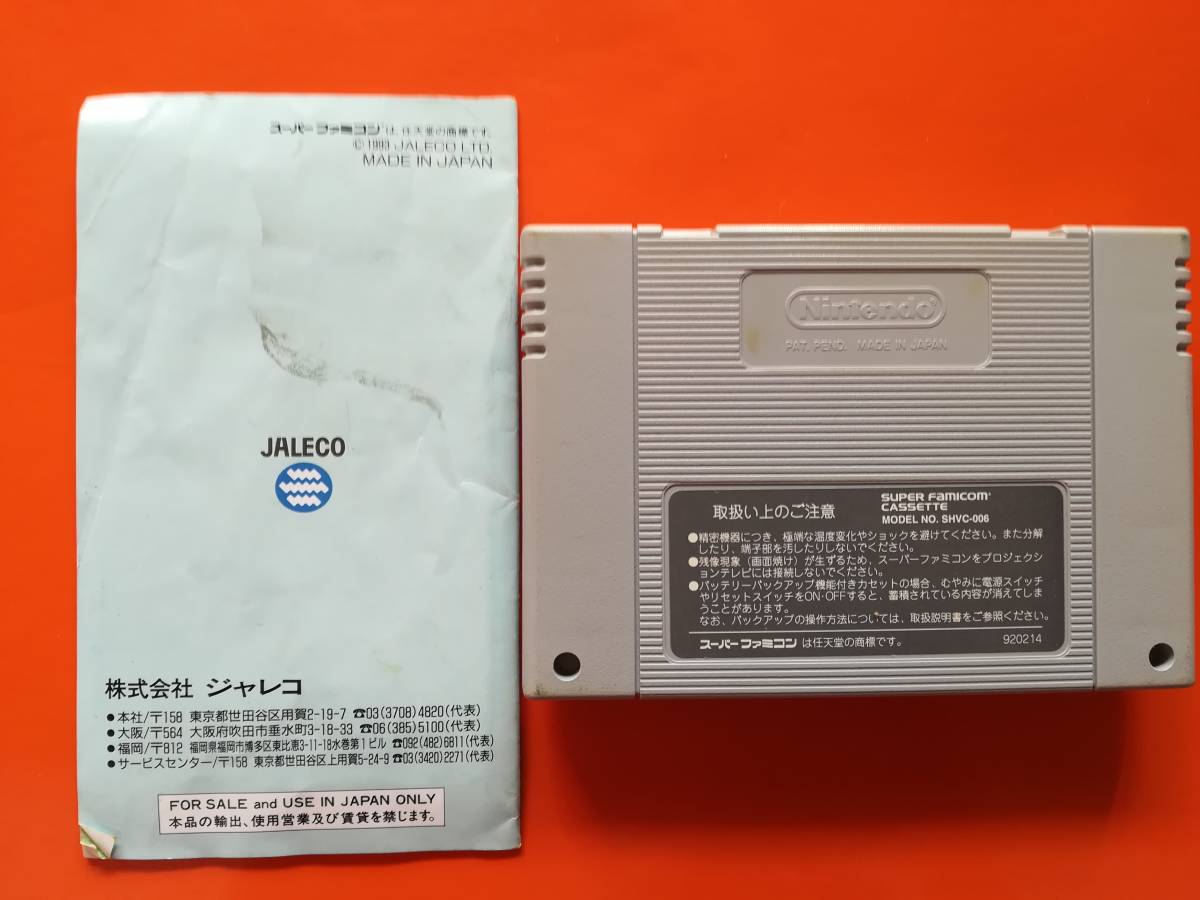 スーパーファミコン は、任天堂の商標です。
© 1993 JALECO LTD.
MADE IN JAPAN
JALECO
株式会社 ジャレコ
●本社/〒158 東京都世田谷区用賀2-19-7 ☎03(3708)4820(代表)
●大阪/〒564 大阪府吹田市垂水町3-18-33 ☎06(385)5100(代表)
●福岡/〒812 福岡県福岡市博多区東比恵3-11-18水巻第1ビル ☎092(482)6811(代表)
●サービスセンター/〒158 東京都世田谷区上用賀5-24-9 ☎03(3420)2271(代表)
FOR SALE and USE IN JAPAN ONLY
本品の輸出、使用営業及び賃貸を禁じます。
Nintendo®
PAT. PEND. MADE IN JAPAN
取扱い上のご注意
SUPER FAMICOM
CASSETTE
MODEL NO. SHVC-006
●精密機器につき、極端な温度変化やショックを避けてください。また分解
したり、端子部を汚したりしないでください。
●残像現象（画面焼け）が生ずるため、スーパーファミコンをプロジェクシ
ョンテレビには接続しないでください。
●バッテリーバックアップ機能付きカセットの場合、むやみに電源スイッチ
やリセットスイッチをON・OFFすると、蓄積されている内容が消えてしま
うことがあります。
なお、バックアップの操作方法については、取扱説明書をご参照ください。
スーパーファミコン は任天堂の商標です。
920214